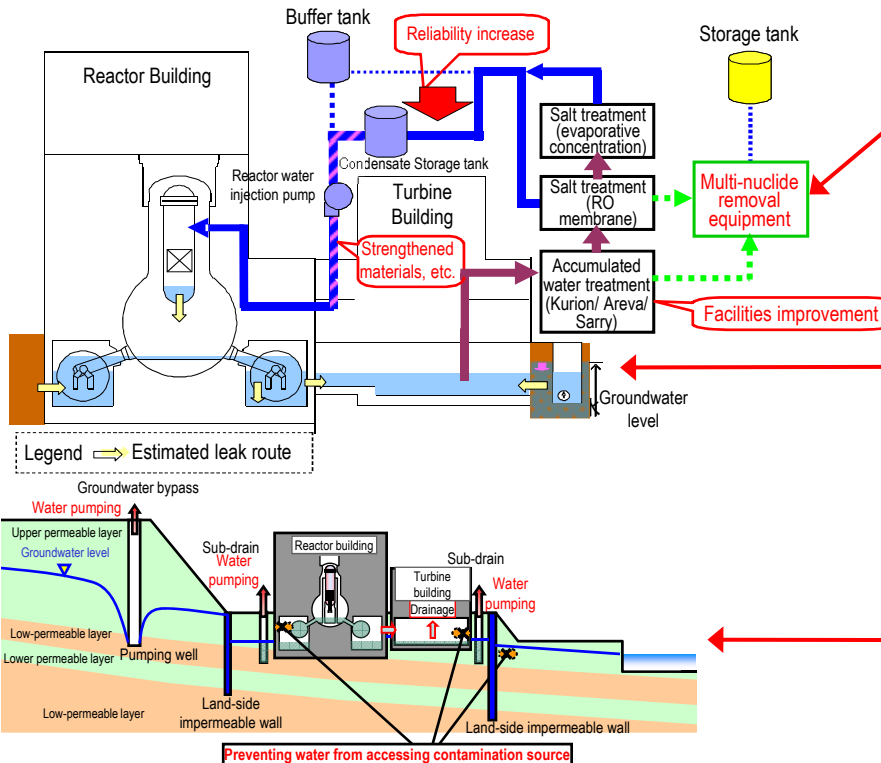 Buffer tank
Reliability increase
Storage tank
Reactor Building
Salt treatment
(evaporative
concentration)
Condensate Storage tank
Reactor water
injection pump
Turbine
Building
Salt treatment
(RO
membrane)
Multi-nuclide
removal
equipment
Strengthened
materials, etc.
Accumulated
water treatment
(Kurion/ Areva/
Sarry)
Facilities improvement
Groundwater
level
Legend Estimated leak route
Groundwater bypass
Water pumping
Upper permeable layer
Groundwater level
Sub-drain
Water
pumping
Reactor building
Sub-drain
Water
pumping
Turbine
building
Drainage
Low-permeable layer
Lower permeable layer
Pumping well
Low-permeable layer
Land-side
impermeable wall
Land-side impermeable wall
Preventing water from accessing contamination source